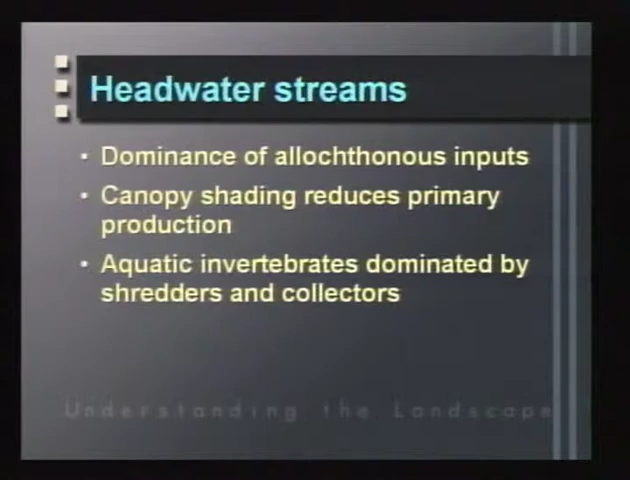 Headwater streams
· Dominance of allochthonous inputs
· Canopy shading reduces primary
production
· Aquatic invertebrates dominated by
shredders and collectors
Understanding the Landscape